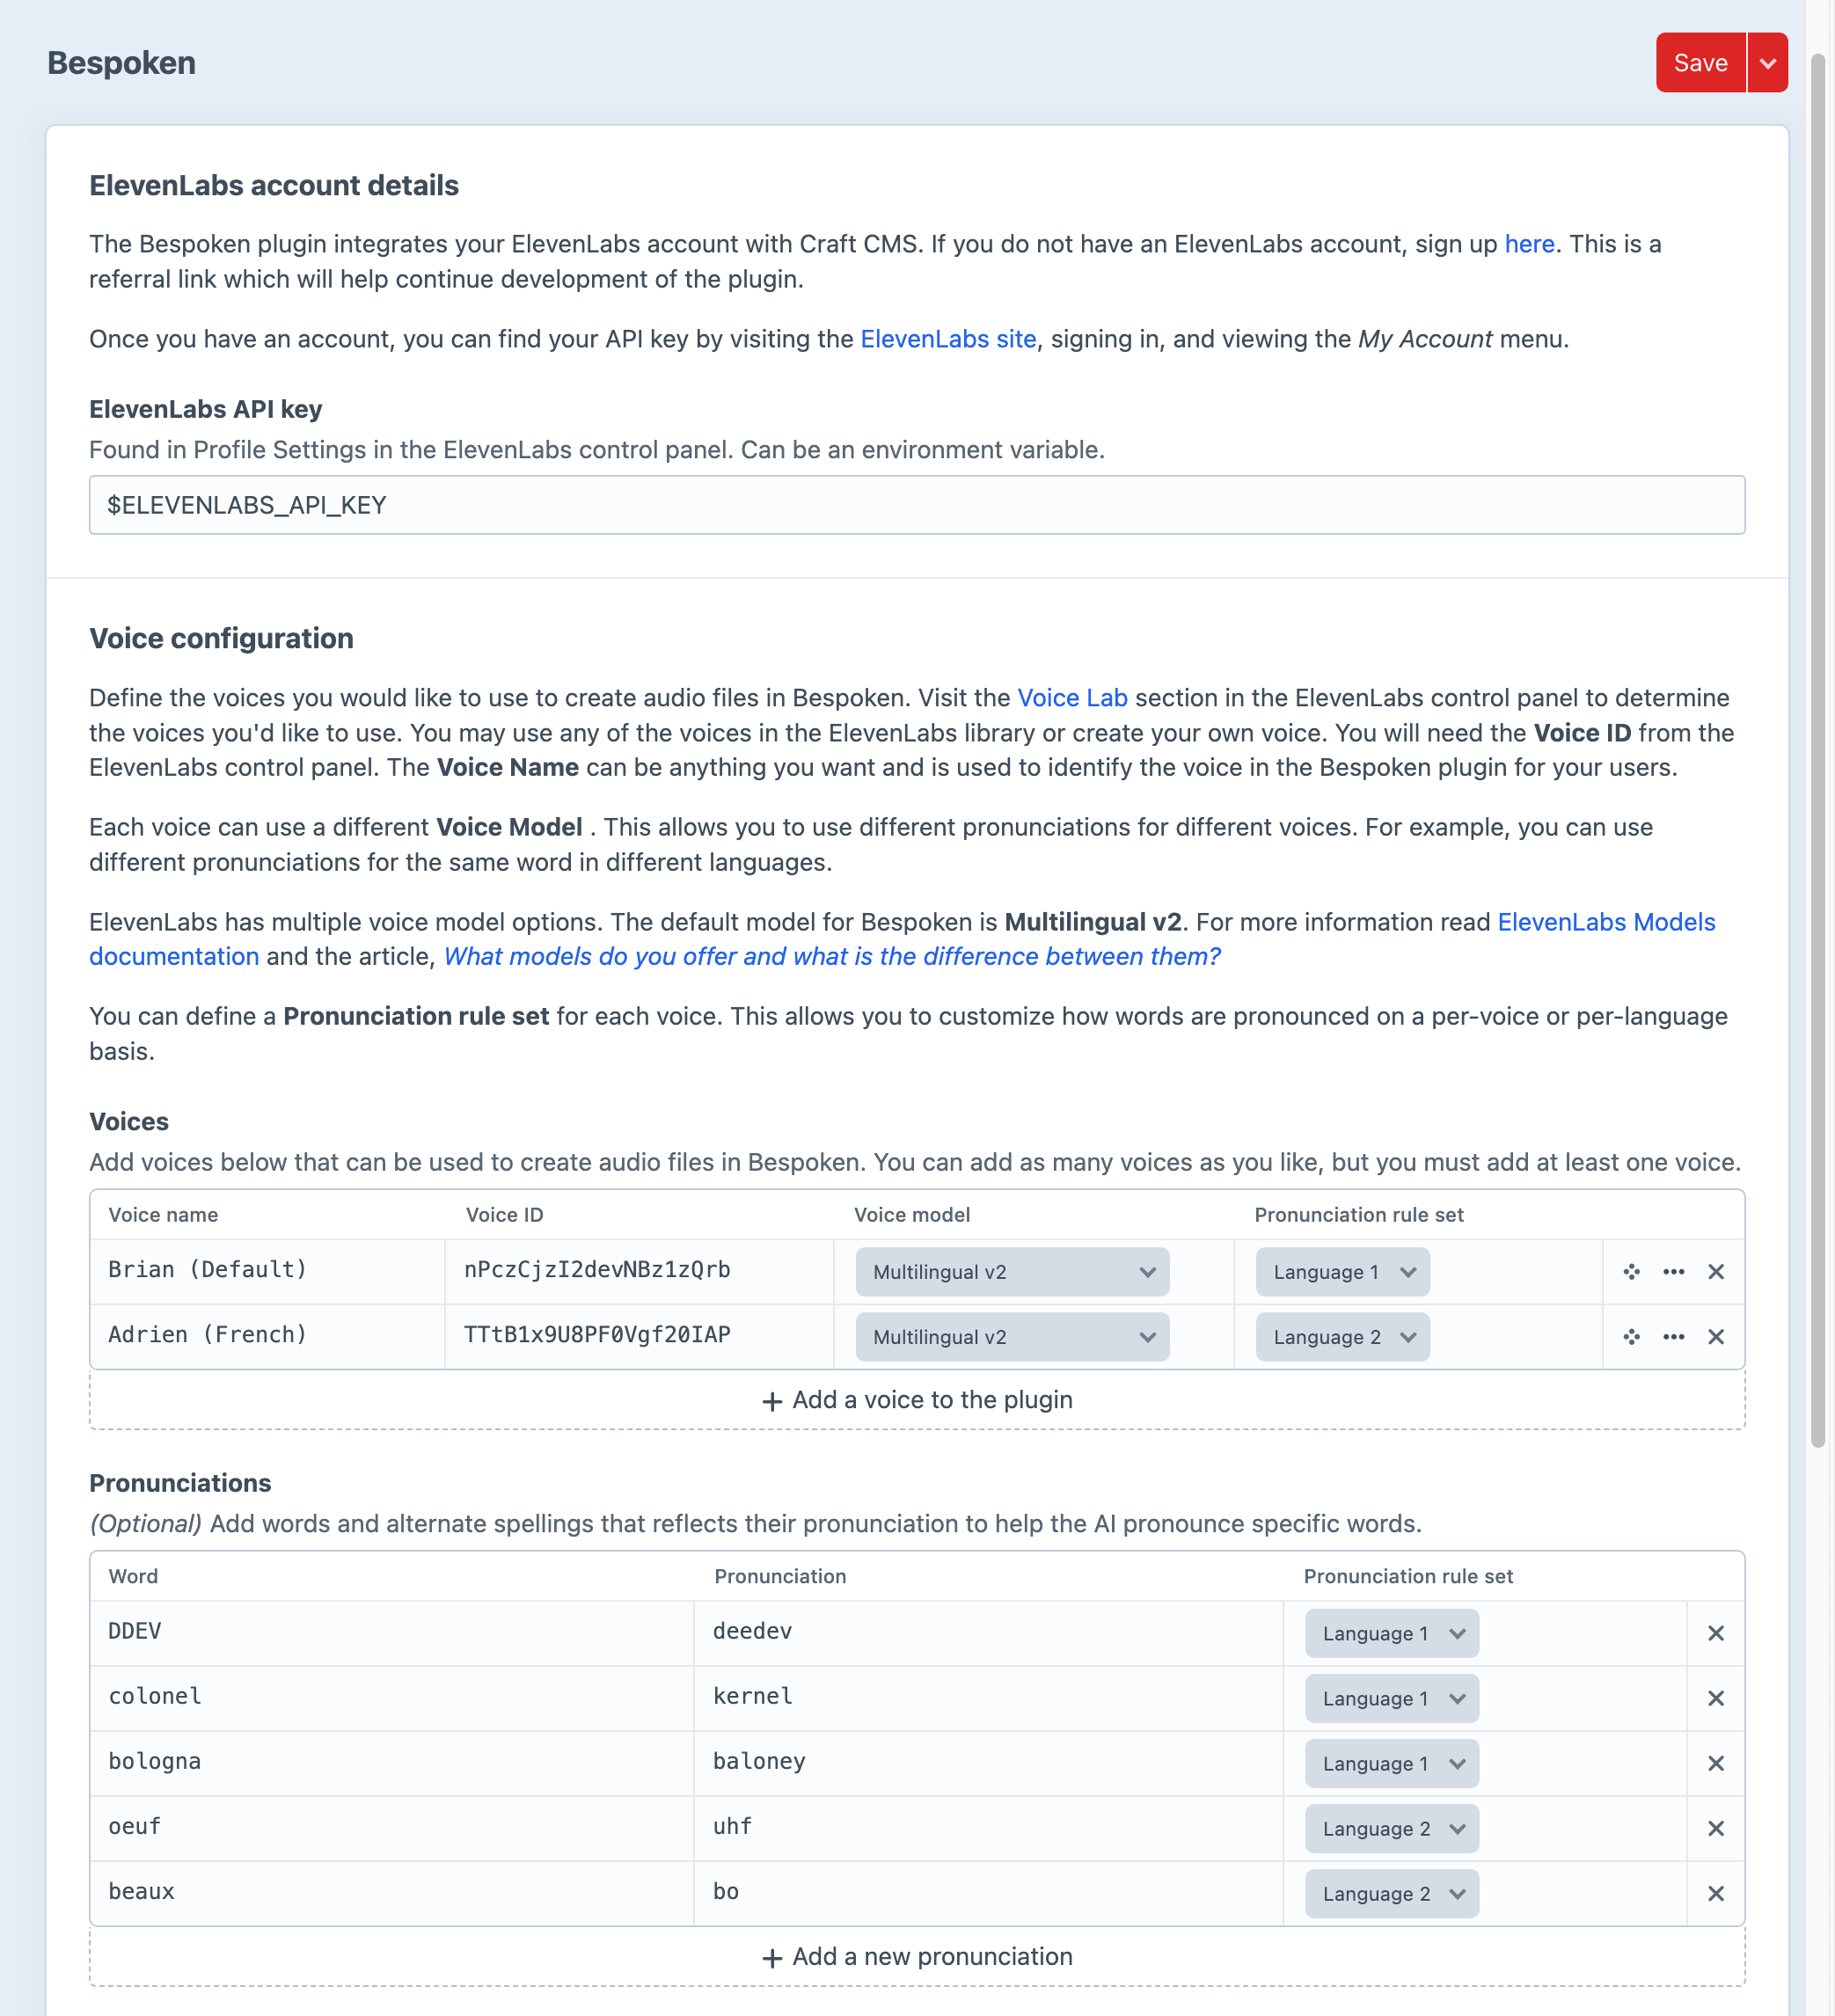 Bespoken
Save
ElevenLabs account details
The Bespoken plugin integrates your ElevenLabs account with Craft CMS. If you do not have an ElevenLabs account, sign up here. This is a
referral link which will help continue development of the plugin.
Once you have an account, you can find your API key by visiting the ElevenLabs site, signing in, and viewing the My Account menu.
ElevenLabs API key
Found in Profile Settings in the ElevenLabs control panel. Can be an environment variable.
$ELEVENLABS_API_KEY
Voice configuration
Define the voices you would like to use to create audio files in Bespoken. Visit the Voice Lab section in the ElevenLabs control panel to determine
the voices you'd like to use. You may use any of the voices in the ElevenLabs library or create your own voice. You will need the Voice ID from the
ElevenLabs control panel. The Voice Name can be anything you want and is used to identify the voice in the Bespoken plugin for your users.
Each voice can use a different Voice Model . This allows you to use different pronunciations for different voices. For example, you can use
different pronunciations for the same word in different languages.
ElevenLabs has multiple voice model options. The default model for Bespoken is Multilingual v2. For more information read ElevenLabs Models
documentation and the article, What models do you offer and what is the difference between them?
You can define a Pronunciation rule set for each voice. This allows you to customize how words are pronounced on a per-voice or per-language
basis.
Voices
Add voices below that can be used to create audio files in Bespoken. You can add as many voices as you like, but you must add at least one voice.
Voice name Voice ID Voice model Pronunciation rule set
Brian (Default) nPczCjzI2devNBz1zQrb Multilingual v2 Language 1
Adrien (French) TTtB1x9U8PF0Vgf20IAP Multilingual v2 Language 2
+ Add a voice to the plugin
Pronunciations
(Optional) Add words and alternate spellings that reflects their pronunciation to help the AI pronounce specific words.
Word Pronunciation Pronunciation rule set
DDEV deedev Language 1
colonel kernel Language 1
bologna baloney Language 1
oeuf uhf Language 2
beaux bo Language 2
+ Add a new pronunciation